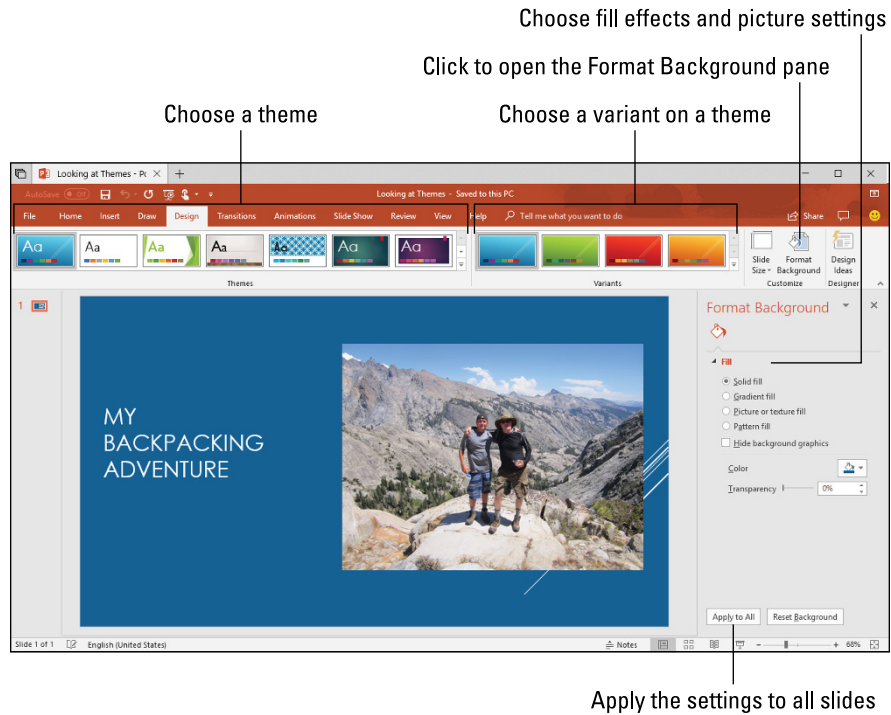 Choose fill effects and picture settings
Click to open the Format Background pane
Choose a theme
Choose a variant on a theme
Looking at Themes - Po
AutoSave Off
Looking at Themes - Saved to this PC
File Home Insert Draw Design Transitions Animations Slide Show Review View Help Tell me what you want to do Share
Aa Aa Aa Aa Aa Aa Aa
Slide Size Format Background Design Ideas
Themes Variants Customize Designer
1
Format Background
Fill
Solid fill
Gradient fill
Picture or texture fill
Pattern fill
Hide background graphics
Color
Transparency 0%
MY
BACKPACKING
ADVENTURE
Apply to All Reset Background
Slide 1 of 1 English (United States) Notes 68%
Apply the settings to all slides